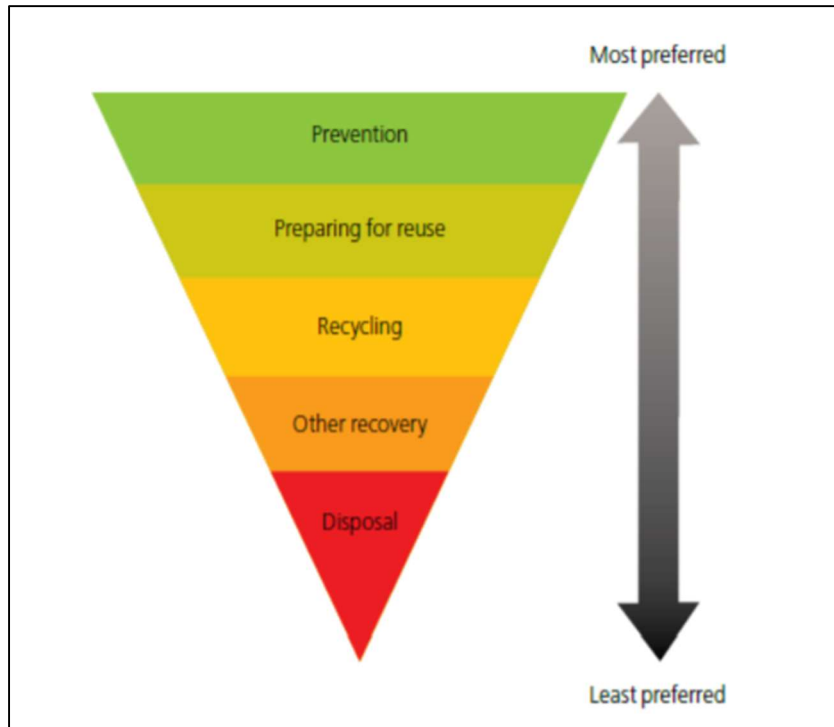 Most preferred
Prevention
Preparing for reuse
Recycling
Other recovery
Disposal
Least preferred